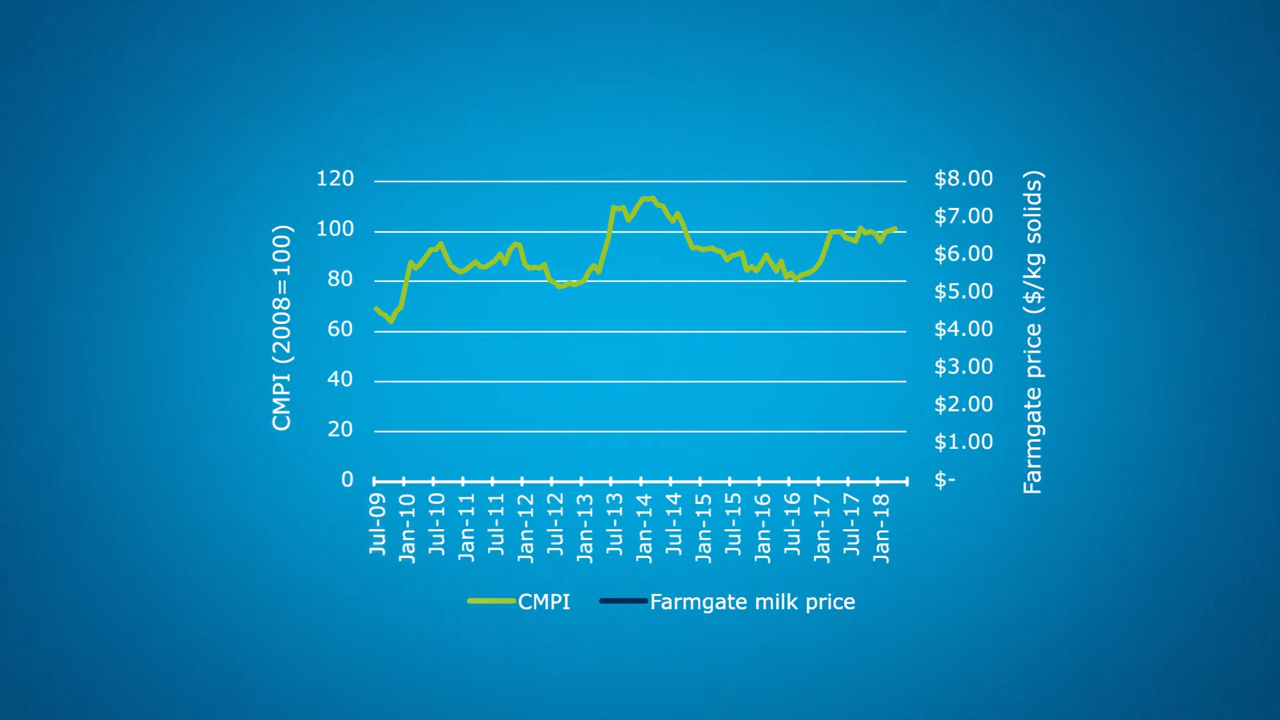 CMPI (2008=100)
120
100
80
60
40
20
0
$8.00
$7.00
$6.00
$5.00
$4.00
$3.00
$2.00
$1.00
$-
Farmgate price ($/kg solids)
Jul-09
Jan-10
Jul-10
Jan-11
Jul-11
Jan-12
Jul-12
Jan-13
Jul-13
Jan-14
Jul-14
Jan-15
Jul-15
Jan-16
Jul-16
Jan-17
Jul-17
Jan-18
CMPI
Farmgate milk price